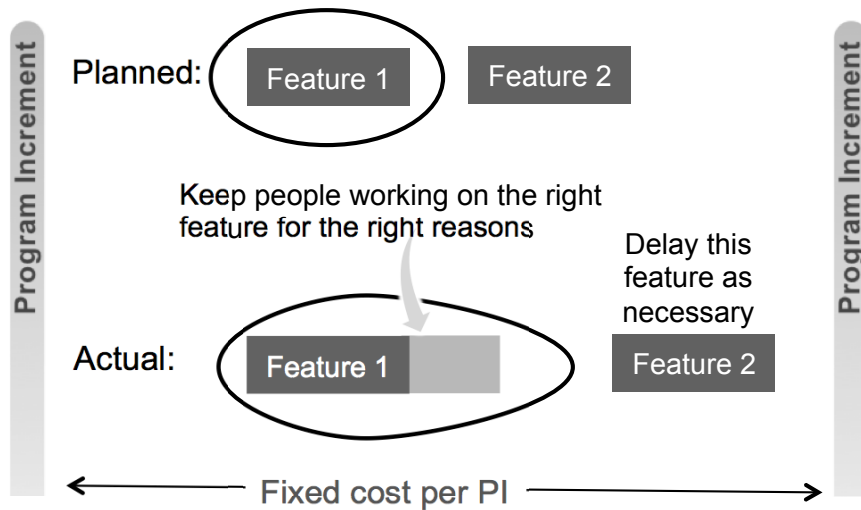 Program Increment
Planned:
Feature 1
Feature 2
Program Increment
Keep people working on the right
feature for the right reasons
Delay this
feature as
necessary
Actual:
Feature 1
Feature 2
Fixed cost per PI